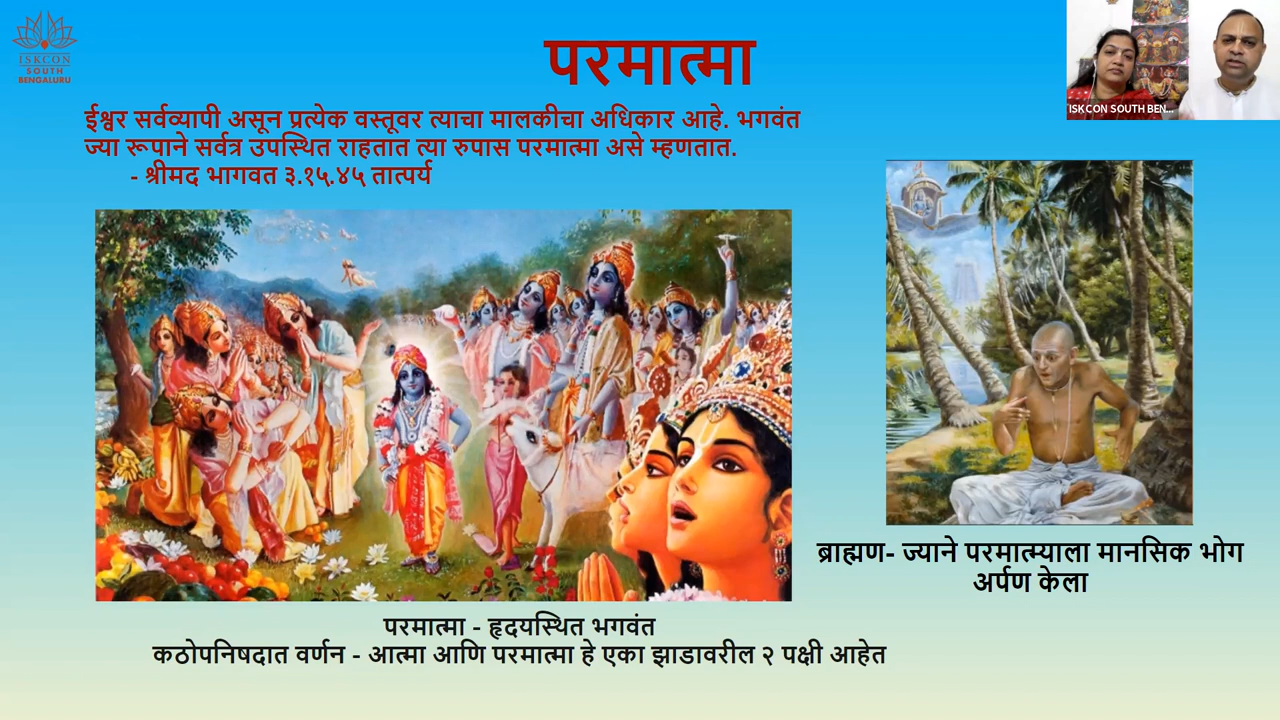 ISKCON
SOUTH
BENGALURU
परमात्मा
ISKCON SOUTH BEN...
ईश्वर सर्वव्यापी असून प्रत्येक वस्तूवर त्याचा मालकीचा अधिकार आहे. भगवंत
ज्या रूपाने सर्वत्र उपस्थित राहतात त्या रुपास परमात्मा असे म्हणतात.
- श्रीमद भागवत ३.१५.४५ तात्पर्य
ब्राह्मण- ज्याने परमात्म्याला मानसिक भोग
अर्पण केला
परमात्मा - हृदयस्थित भगवंत
कठोपनिषदात वर्णन - आत्मा आणि परमात्मा हे एका झाडावरील २ पक्षी आहेत